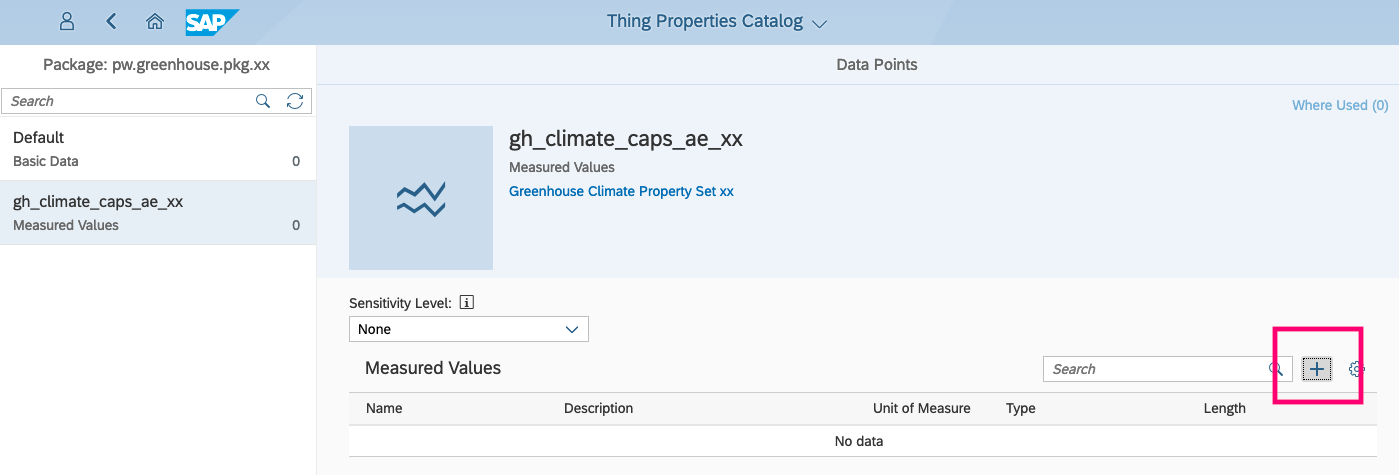 SAP
Thing Properties Catalog
Package: pw.greenhouse.pkg.xx
Search
Default
Basic Data 0
gh_climate_caps_ae_xx
Measured Values 0
Data Points
Where Used (0)
gh_climate_caps_ae_xx
Measured Values
Greenhouse Climate Property Set xx
Sensitivity Level: i
None
Measured Values Search
Name Description Unit of Measure Type Length
No data